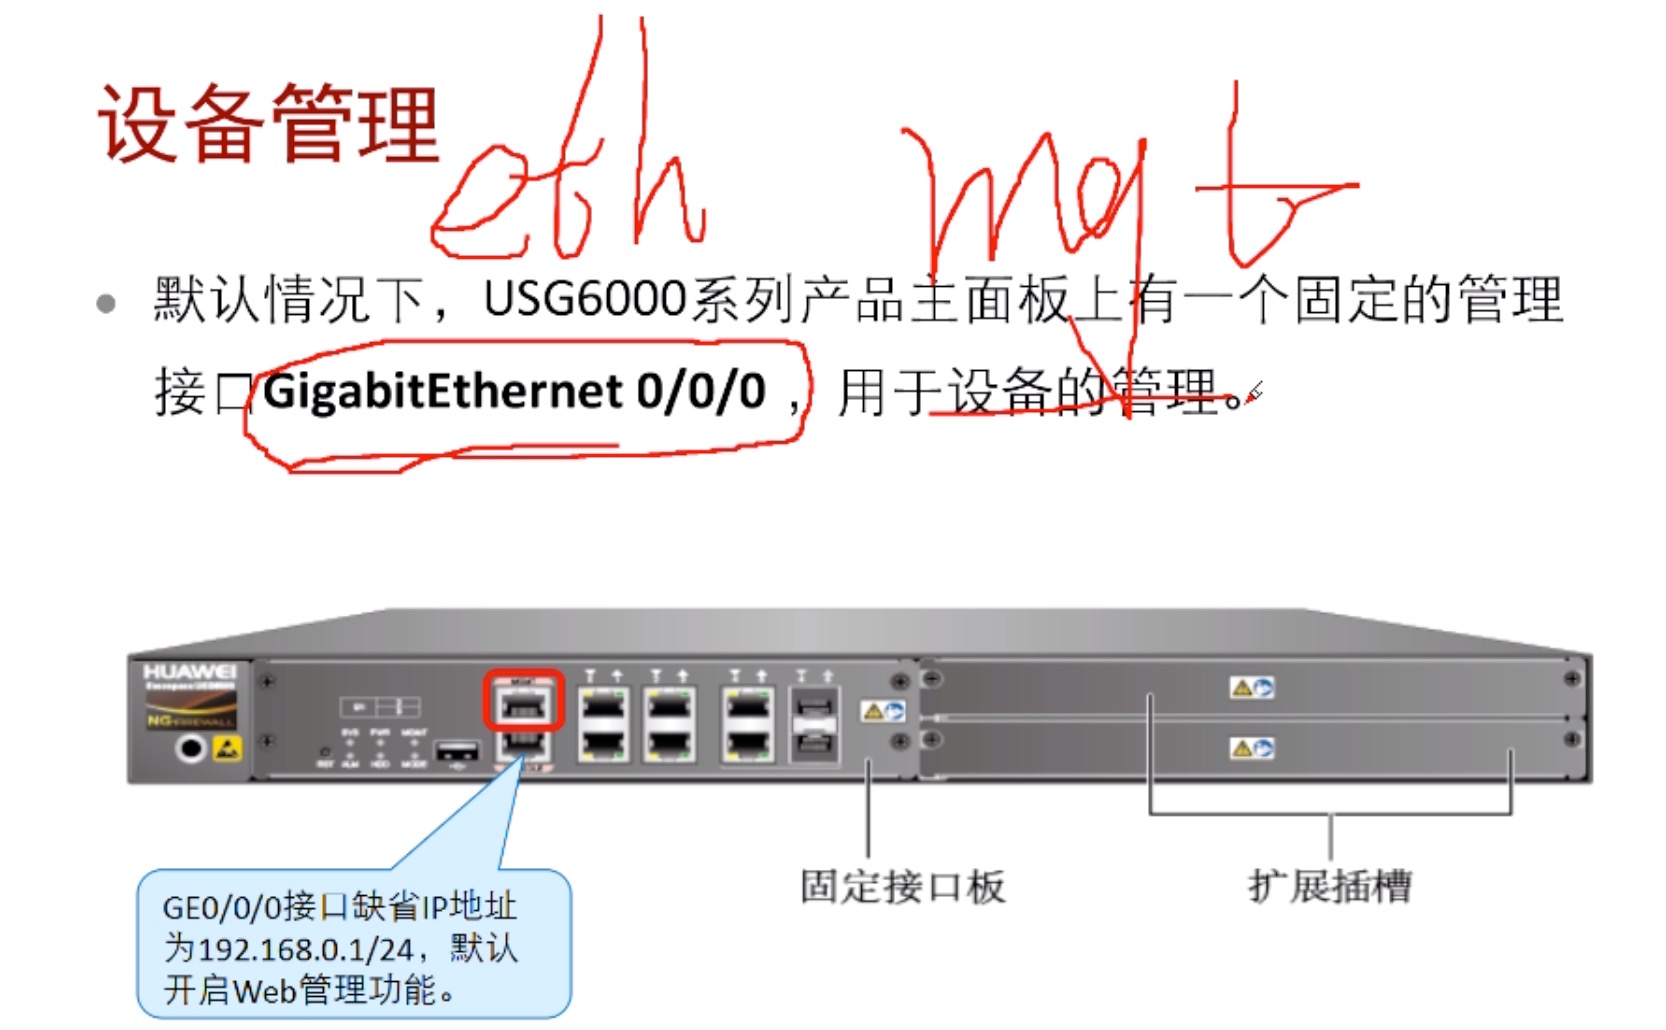 设备管理
eth mgt
• 默认情况下，USG6000系列产品主面板上有一个固定的管理
接口GigabitEthernet 0/0/0，用于设备的管理。
HUAWEI
NG FIREWALL
SYS PWR MGMT
RST ALM HDD MODE
固定接口板
扩展插槽
GE0/0/0接口缺省IP地址
为192.168.0.1/24，默认
开启Web管理功能。